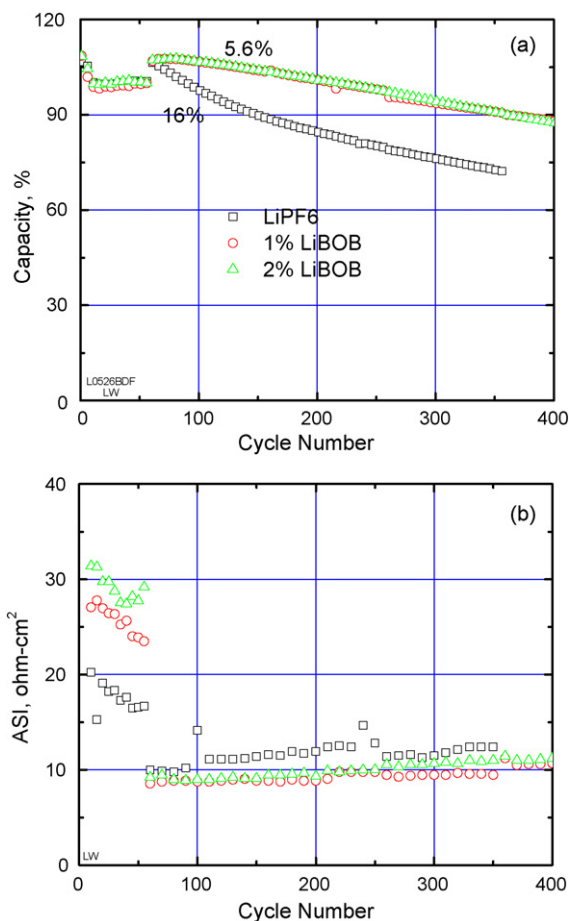 120
(a)
5.6%
90
16%
Capacity, %
60
LiPF6
1% LiBOB
2% LiBOB
30
L0526BDF
LW
0
0 100 200 300 400
Cycle Number
40
(b)
30
ASI, ohm-cm²
20
10
LW
0
0 100 200 300 400
Cycle Number